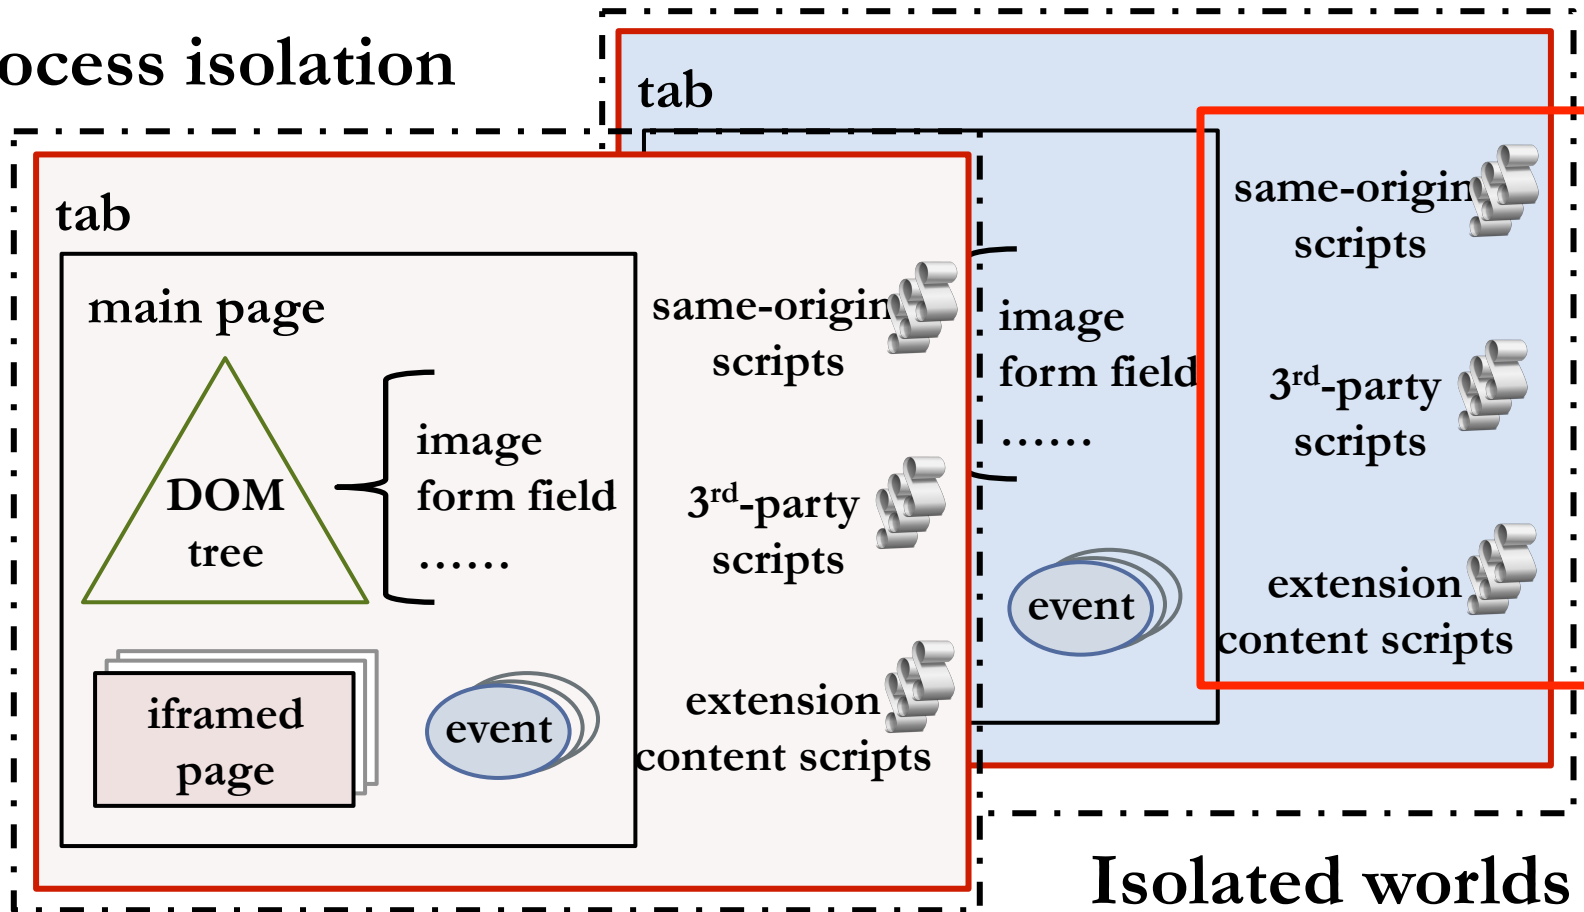 ocess isolation
tab
same-origin
scripts
image
form field
......
3rd-party
scripts
event
extension
content scripts
tab
main page
DOM
tree
image
form field
......
iframed
page
event
same-origin
scripts
3rd-party
scripts
extension
content scripts
Isolated worlds